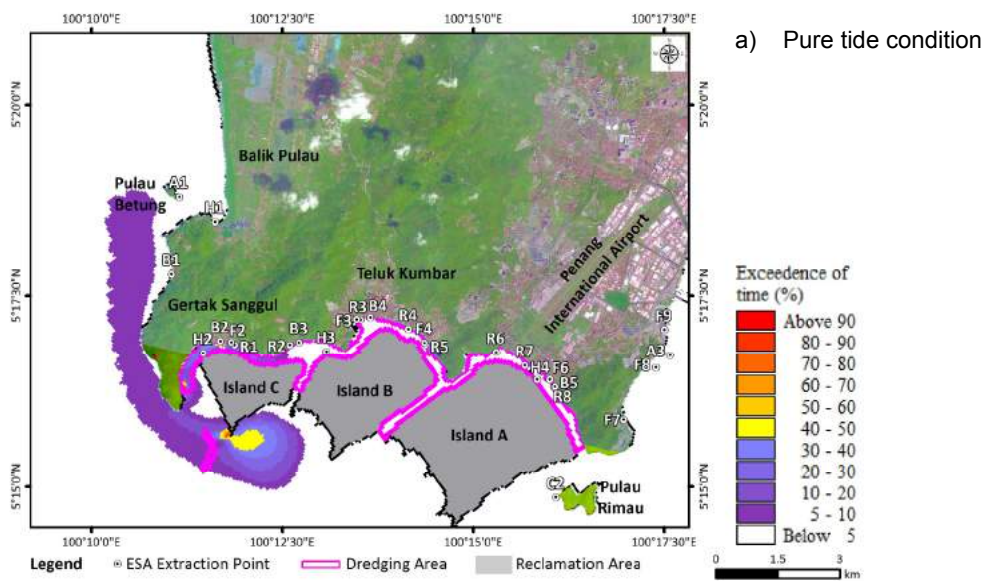 100°10'0"E 100°12'30"E 100°15'0"E 100°17'30"E
a) Pure tide condition
5°20'0"N
5°20'0"N
Balik Pulau
Pulau
Betung
A1
H1
Penang
International Airport
B1
Teluk Kumbar
Gertak Sanggul
5°17'30"N
5°17'30"N
R3 B4
F3
R4
F4
R5
B2 F2
H2
R1
B3
R2
H3
R6
R7
H4 F6
B5
R8
F9
A3
F8
F7
Island C
Island B
Island A
5°15'0"N
5°15'0"N
C2
Pulau
Rimau
100°10'0"E 100°12'30"E 100°15'0"E 100°17'30"E
Exceedence of
time (%)
Above 90
80 - 90
70 - 80
60 - 70
50 - 60
40 - 50
30 - 40
20 - 30
10 - 20
5 - 10
Below 5
0 1.5 3
km
Legend ESA Extraction Point Dredging Area Reclamation Area